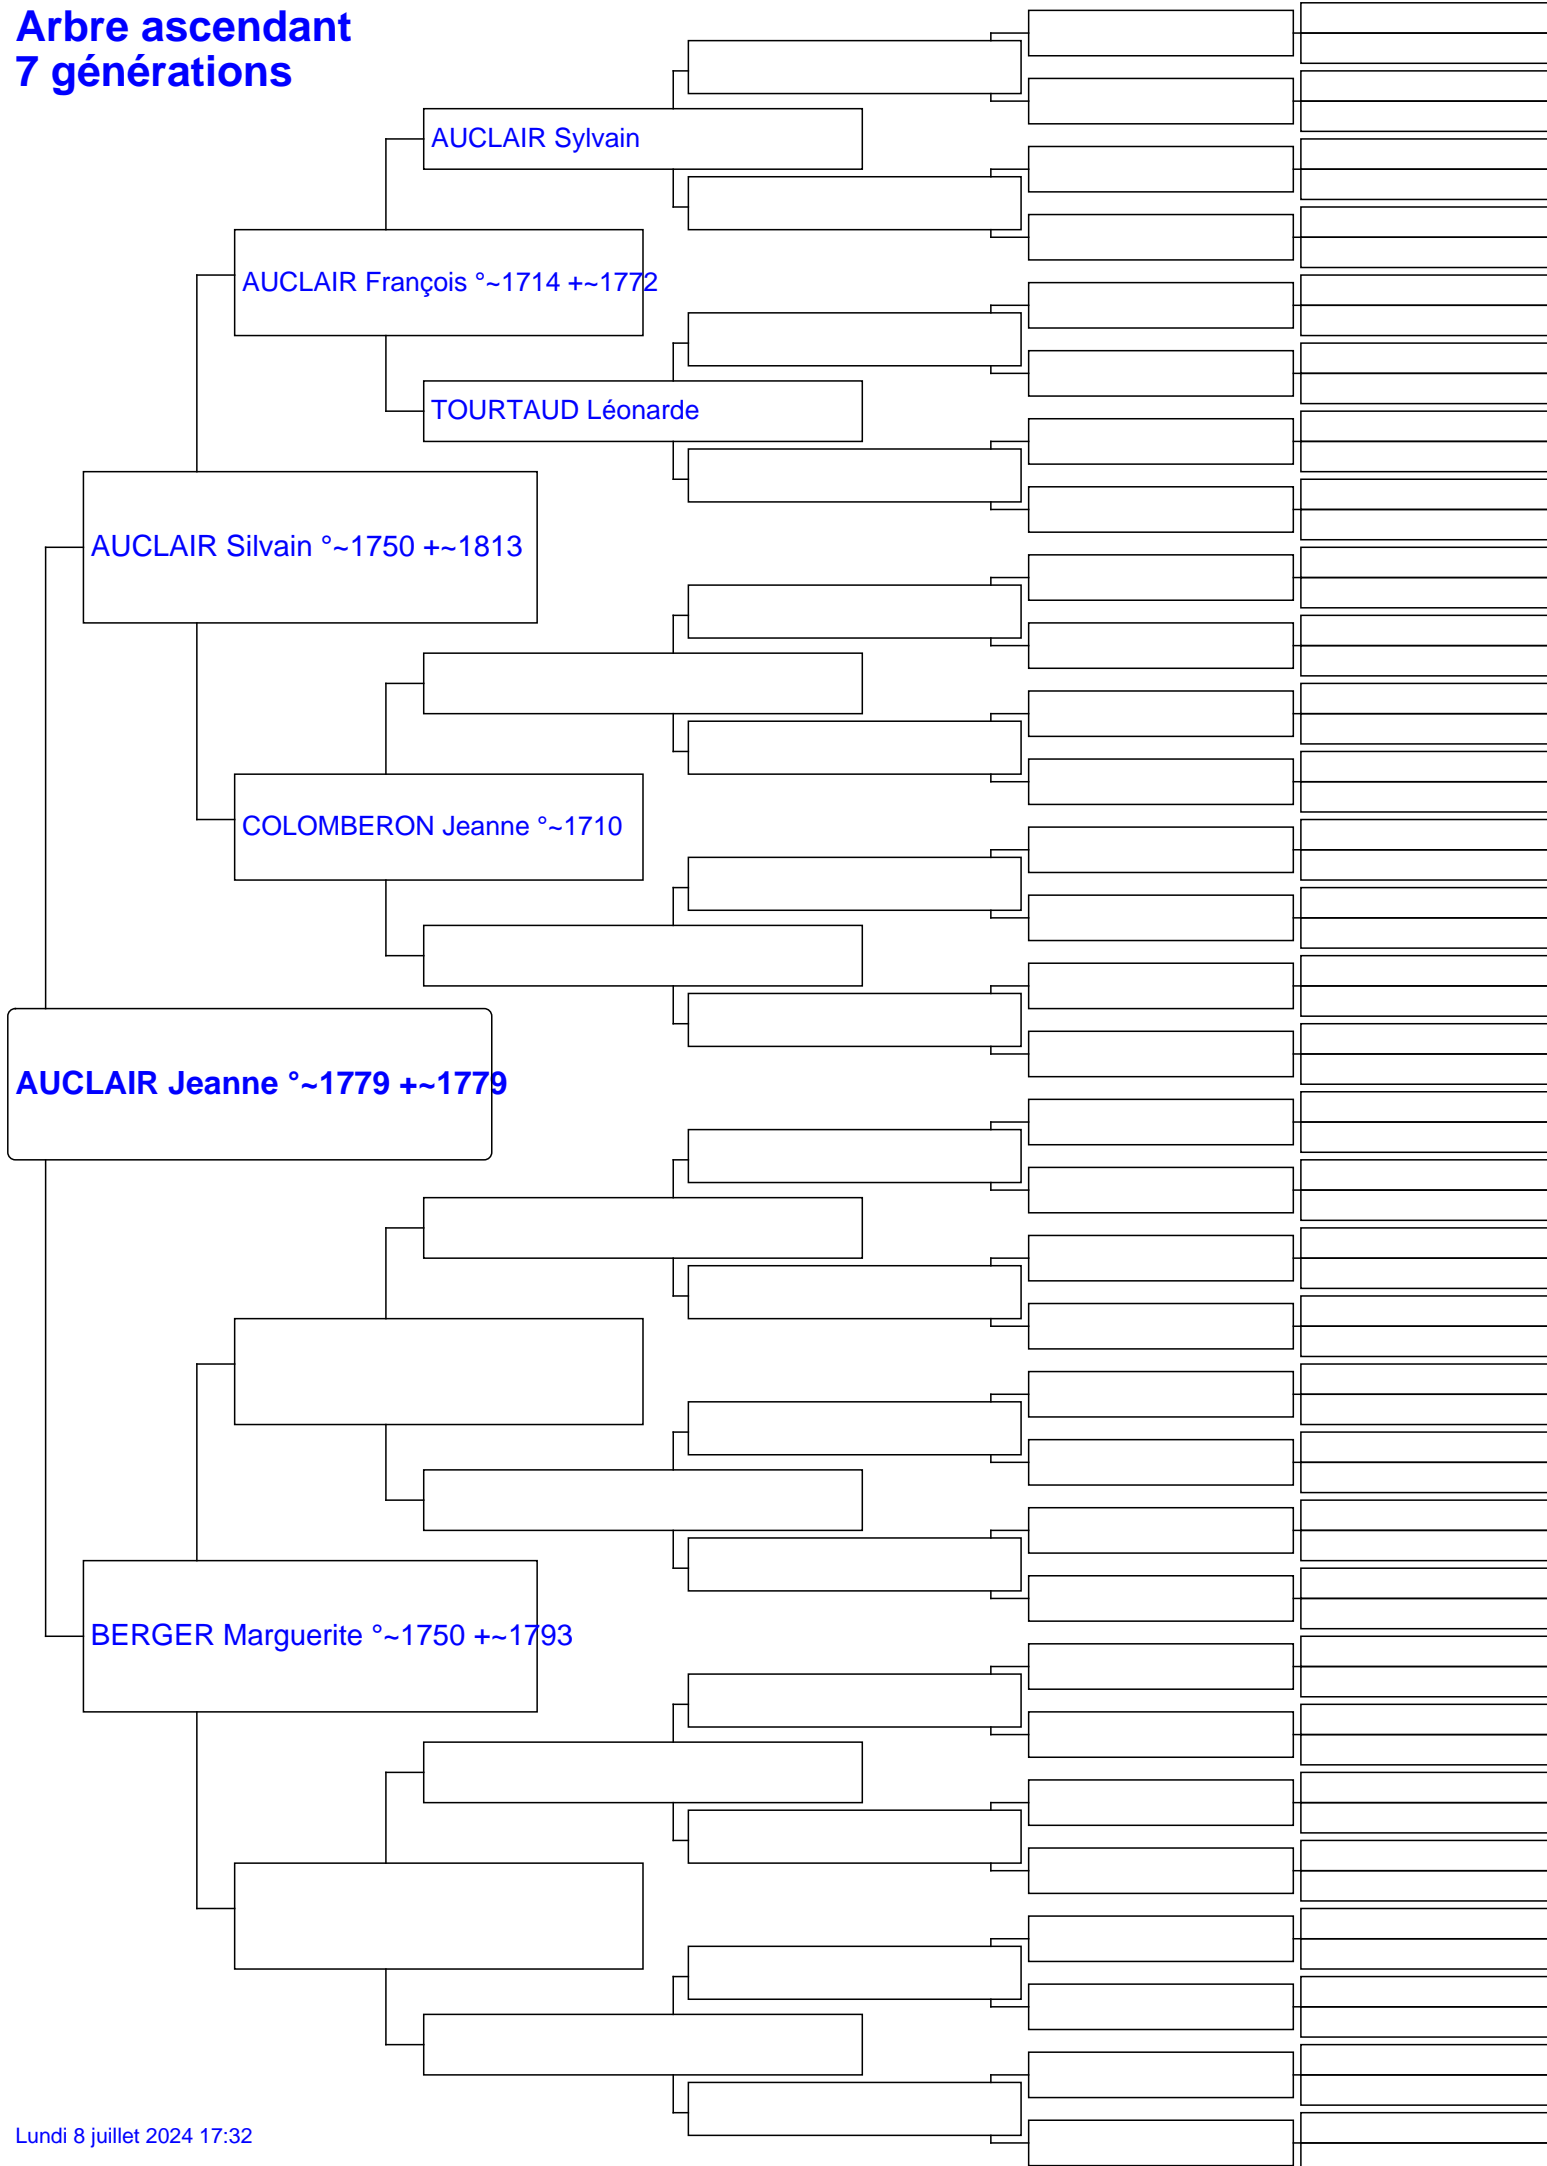 Arbre ascendant
7 générations
AUCLAIR Sylvain
AUCLAIR François °~1714 +~1772
TOURTAUD Léonarde
AUCLAIR Silvain °~1750 +~1813
COLOMBERON Jeanne °~1710
AUCLAIR Jeanne °~1779 +~1779
BERGER Marguerite °~1750 +~1793
Lundi 8 juillet 2024 17:32